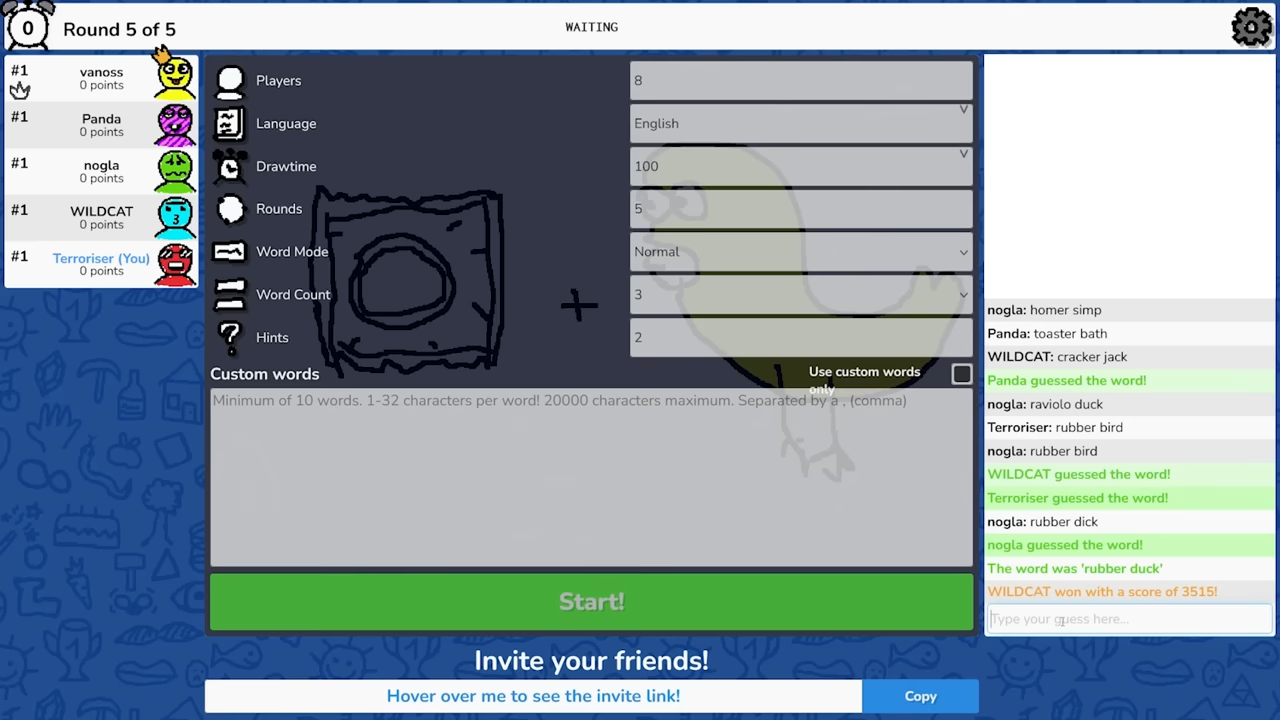 0
Round 5 of 5
WAITING
#1 vanoss
0 points
#1 Panda
0 points
#1 nogla
0 points
#1 WILDCAT
0 points
#1 Terroriser (You)
0 points
Players 8
Language English
Drawtime 100
Rounds 5
Word Mode Normal
Word Count 3
Hints 2
Custom words
Use custom words only
Minimum of 10 words. 1-32 characters per word! 20000 characters maximum. Separated by a , (comma)
Start!
Invite your friends!
Hover over me to see the invite link!
Copy
nogla: homer simp
Panda: toaster bath
WILDCAT: cracker jack
Panda guessed the word!
nogla: raviolo duck
Terroriser: rubber bird
nogla: rubber bird
WILDCAT guessed the word!
Terroriser guessed the word!
nogla: rubber dick
nogla guessed the word!
The word was 'rubber duck'
WILDCAT won with a score of 3515!
Type your guess here...